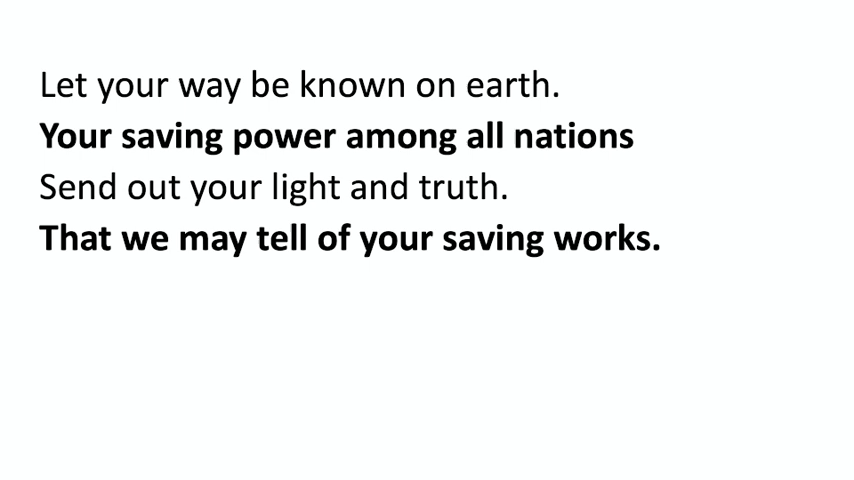 Let your way be known on earth.
Your saving power among all nations
Send out your light and truth.
That we may tell of your saving works.